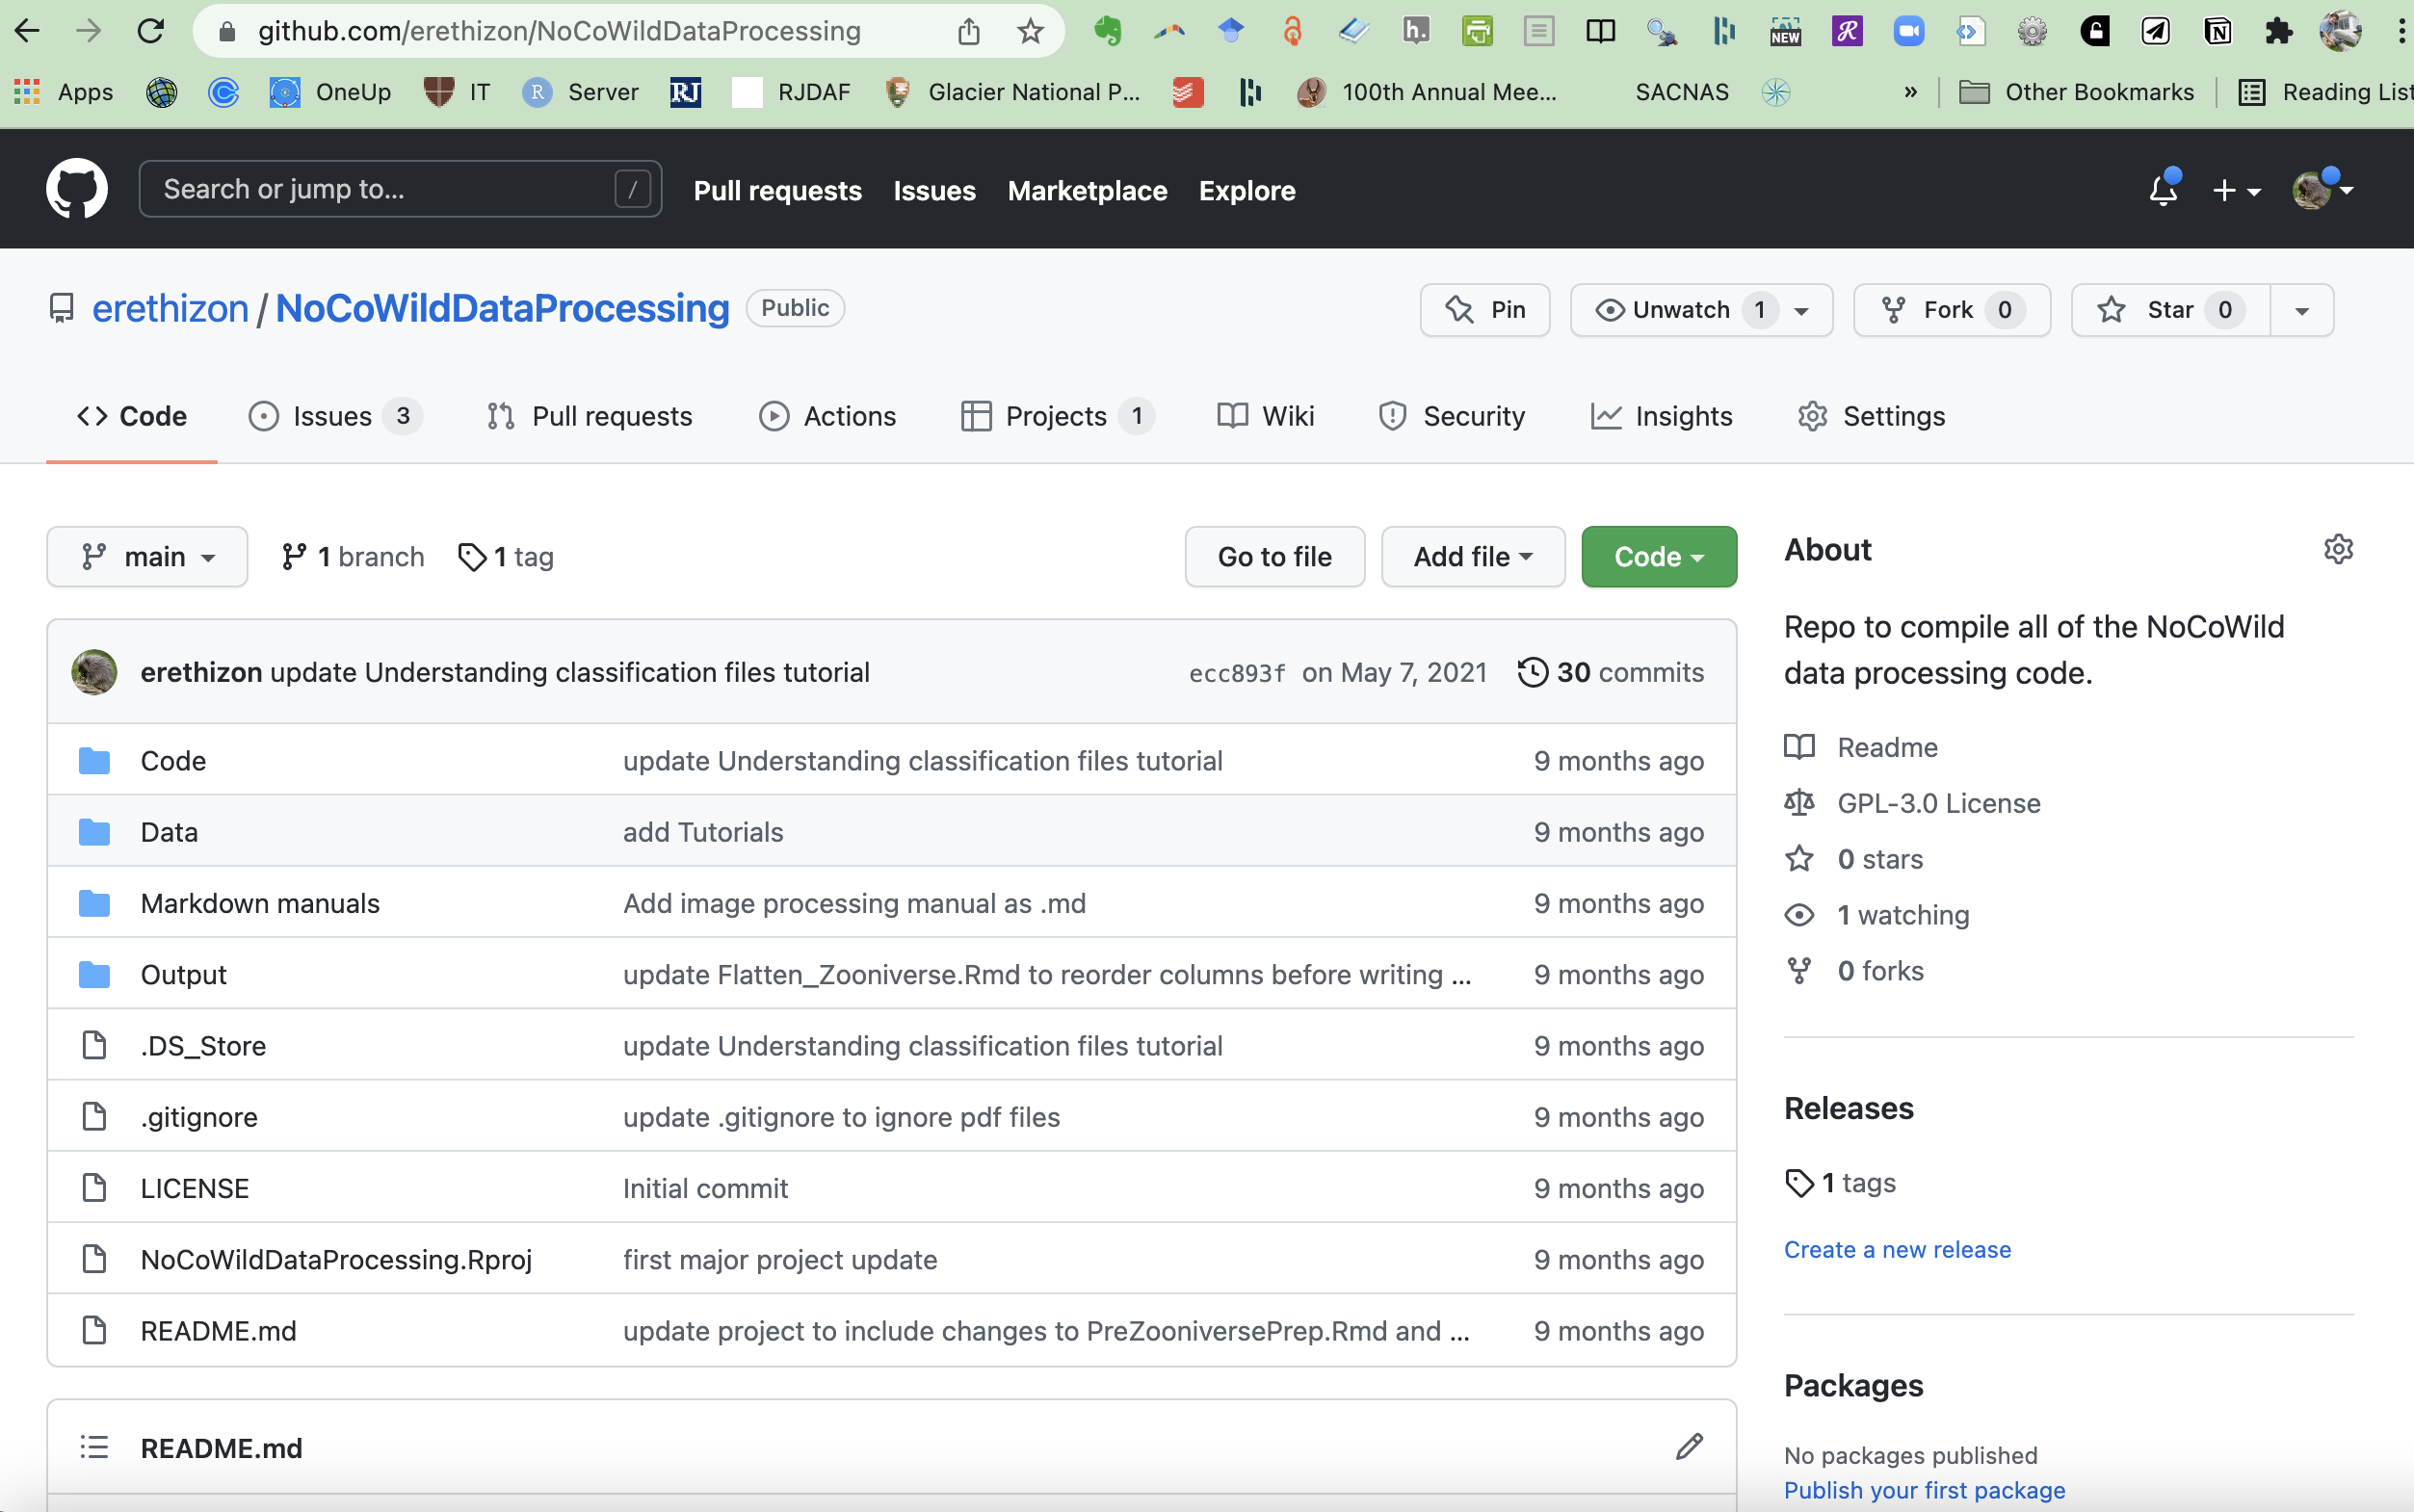 github.com/erethizon/NoCoWildDataProcessing
h.
NEW
R
N
Apps
OneUp
IT
R Server
RJ
RJDAF
Glacier National P...
100th Annual Mee...
SACNAS
»
Other Bookmarks
Reading List
Search or jump to... /
Pull requests Issues Marketplace Explore
erethizon / NoCoWildDataProcessing Public
Pin
Unwatch 1
Fork 0
Star 0
Code
Issues 3
Pull requests
Actions
Projects 1
Wiki
Security
Insights
Settings
main
1 branch
1 tag
Go to file
Add file
Code
erethizon update Understanding classification files tutorial ecc893f on May 7, 2021 30 commits
Code update Understanding classification files tutorial 9 months ago
Data add Tutorials 9 months ago
Markdown manuals Add image processing manual as .md 9 months ago
Output update Flatten_Zooniverse.Rmd to reorder columns before writing ... 9 months ago
.DS_Store update Understanding classification files tutorial 9 months ago
.gitignore update .gitignore to ignore pdf files 9 months ago
LICENSE Initial commit 9 months ago
NoCoWildDataProcessing.Rproj first major project update 9 months ago
README.md update project to include changes to PreZooniversePrep.Rmd and ... 9 months ago
README.md
About
Repo to compile all of the NoCoWild
data processing code.
Readme
GPL-3.0 License
0 stars
1 watching
0 forks
Releases
1 tags
Create a new release
Packages
No packages published
Publish your first package